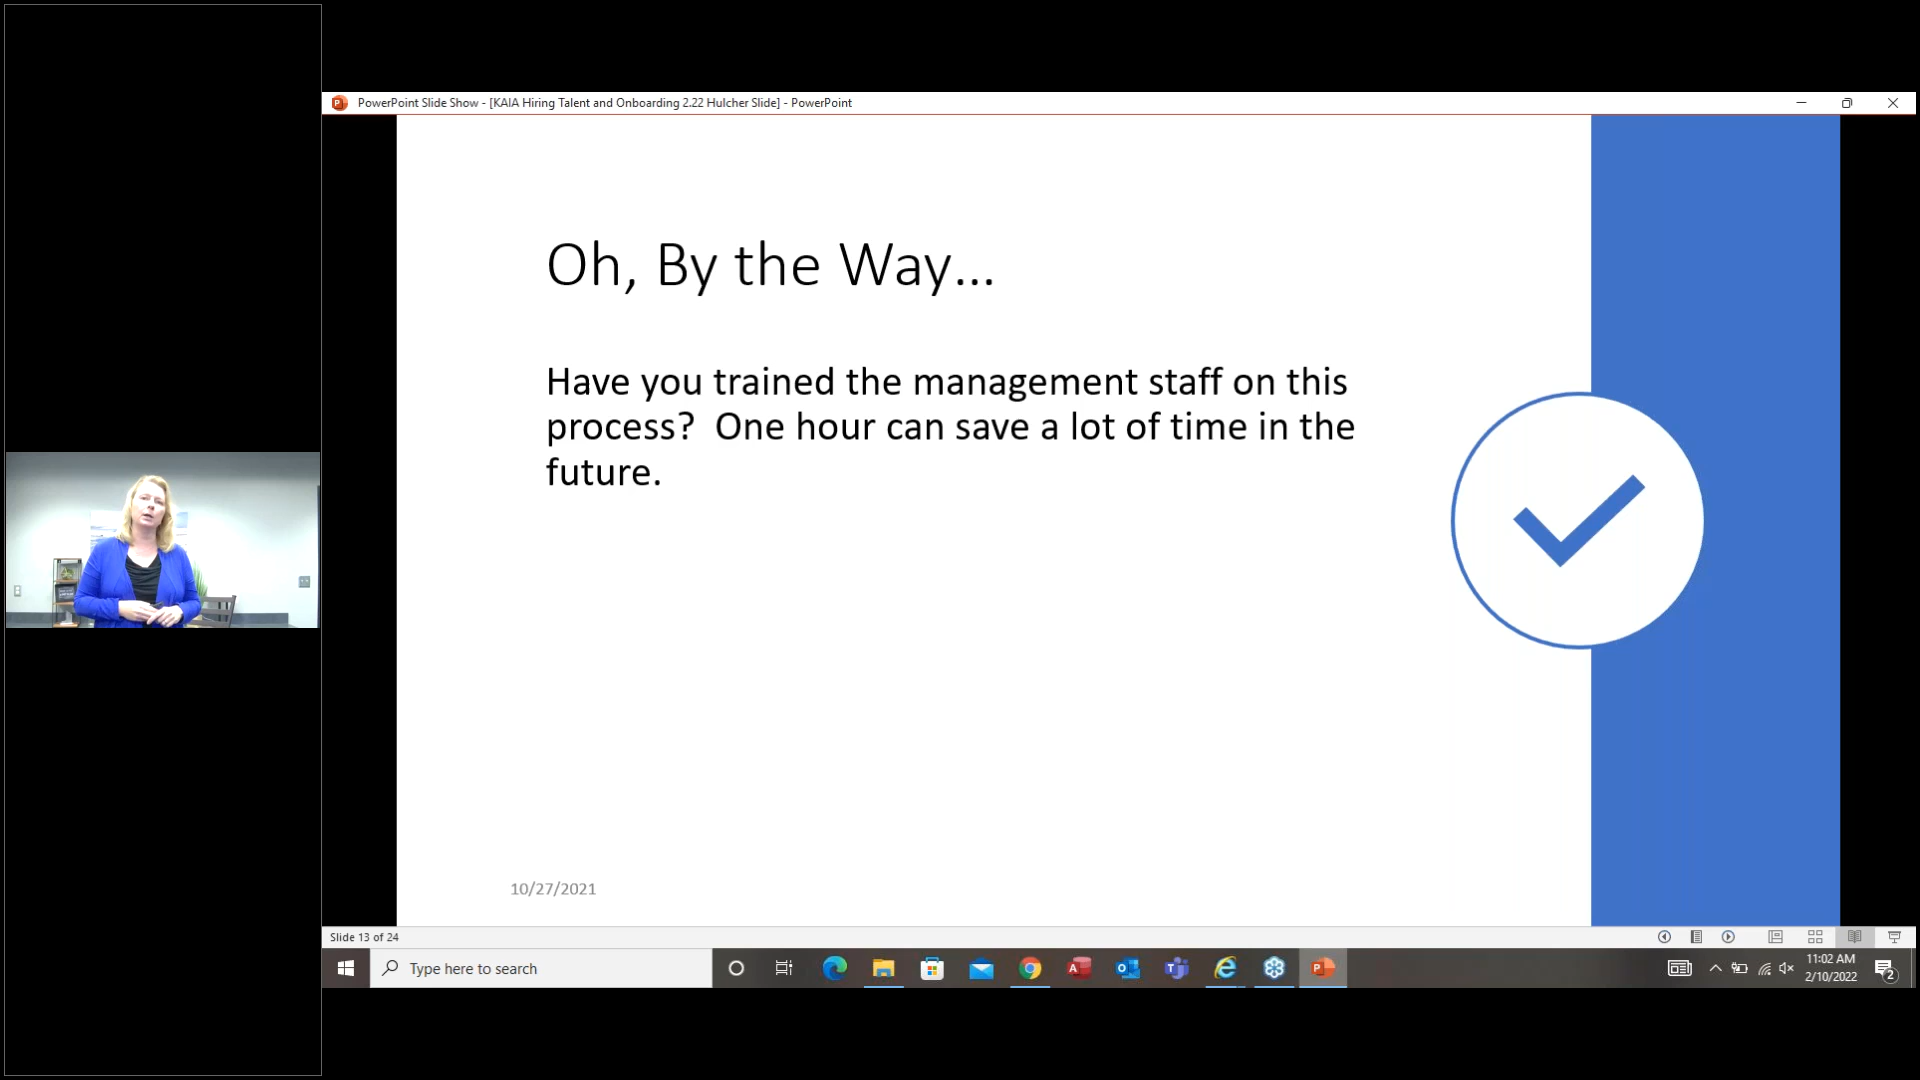 PowerPoint Slide Show - [KAIA Hiring Talent and Onboarding 2.22 Hulcher Slide] - PowerPoint
Oh, By the Way...
Have you trained the management staff on this
process?  One hour can save a lot of time in the
future.
10/27/2021
Slide 13 of 24
Type here to search
11:02 AM
2/10/2022
2